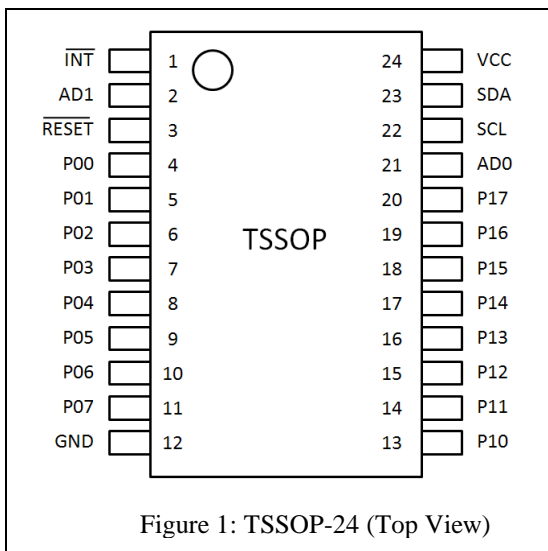 INT 1 24 VCC
AD1 2 23 SDA
RESET 3 22 SCL
P00 4 21 AD0
P01 5 20 P17
P02 6 TSSOP 19 P16
P03 7 18 P15
P04 8 17 P14
P05 9 16 P13
P06 10 15 P12
P07 11 14 P11
GND 12 13 P10
Figure 1: TSSOP-24 (Top View)